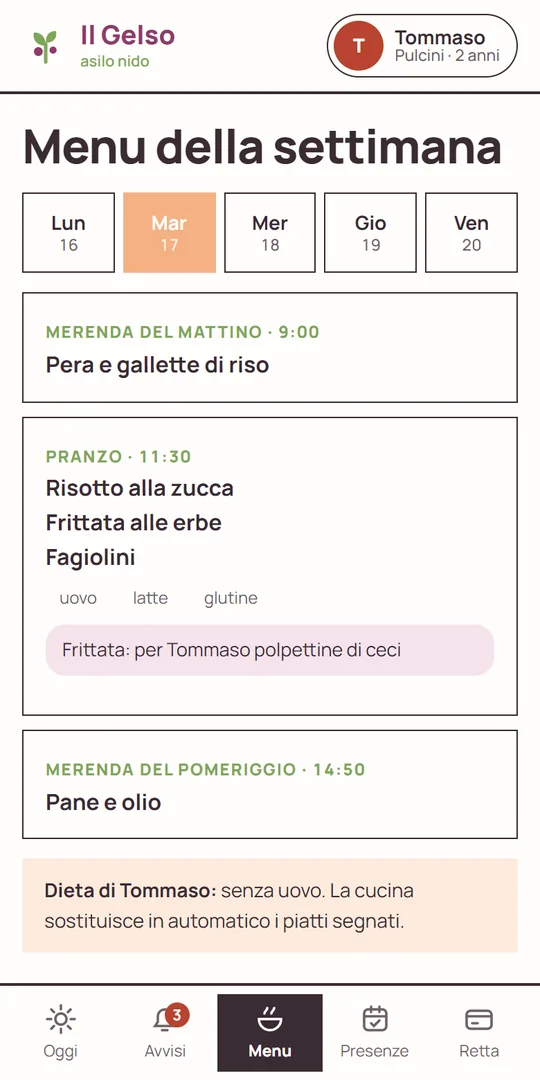 Il Gelso
asilo nido
T
Tommaso
Pulcini · 2 anni
Menu della settimana
Lun
16
Mar
17
Mer
18
Gio
19
Ven
20
MERENDA DEL MATTINO · 9:00
Pera e gallette di riso
PRANZO · 11:30
Risotto alla zucca
Frittata alle erbe
Fagiolini
uovo latte glutine
Frittata: per Tommaso polpettine di ceci
MERENDA DEL POMERIGGIO · 14:50
Pane e olio
Dieta di Tommaso: senza uovo. La cucina
sostituisce in automatico i piatti segnati.
3
Oggi
Avvisi
Menu
Presenze
Retta